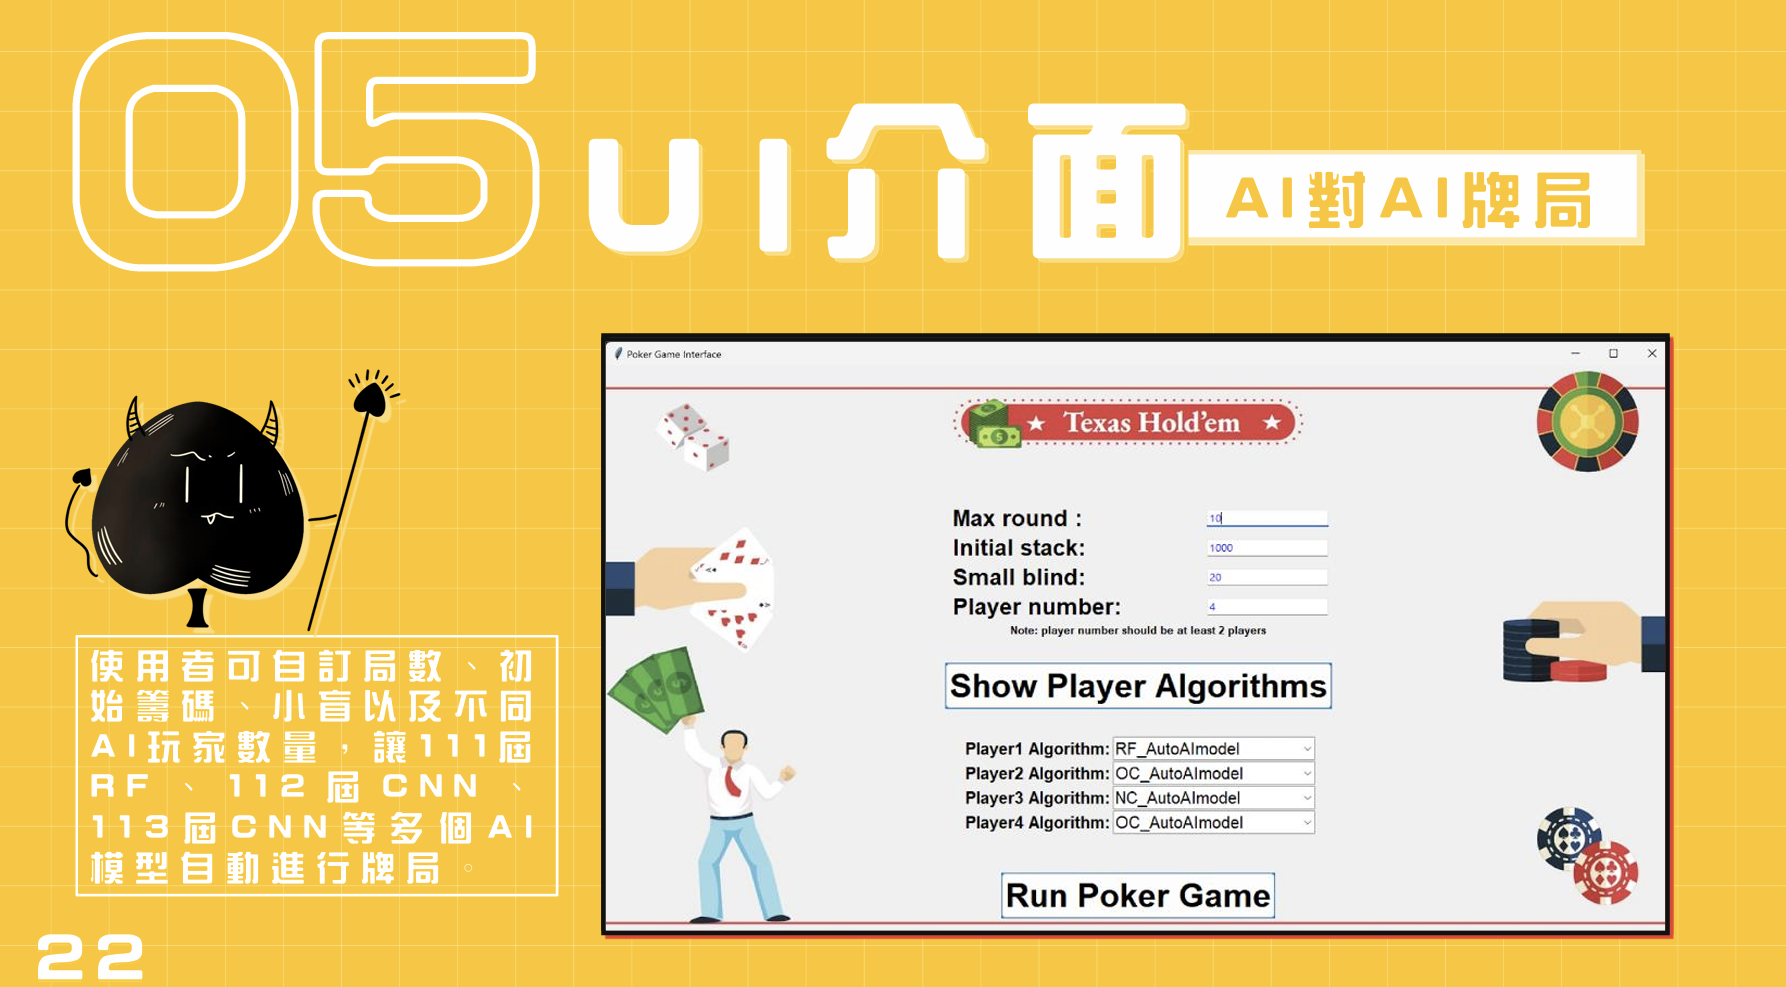 05 UI介面 AI對AI牌局
使用者可自訂局數、初
始籌碼、小盲以及不同
AI玩家數量，讓111屆
RF、112屆CNN、
113屆CNN等多個AI
模型自動進行牌局。
Poker Game Interface
Texas Hold'em
Max round : 10
Initial stack: 1000
Small blind: 20
Player number: 4
Note: player number should be at least 2 players
Show Player Algorithms
Player1 Algorithm: RF_AutoAImodel
Player2 Algorithm: OC_AutoAImodel
Player3 Algorithm: NC_AutoAImodel
Player4 Algorithm: OC_AutoAImodel
Run Poker Game
22